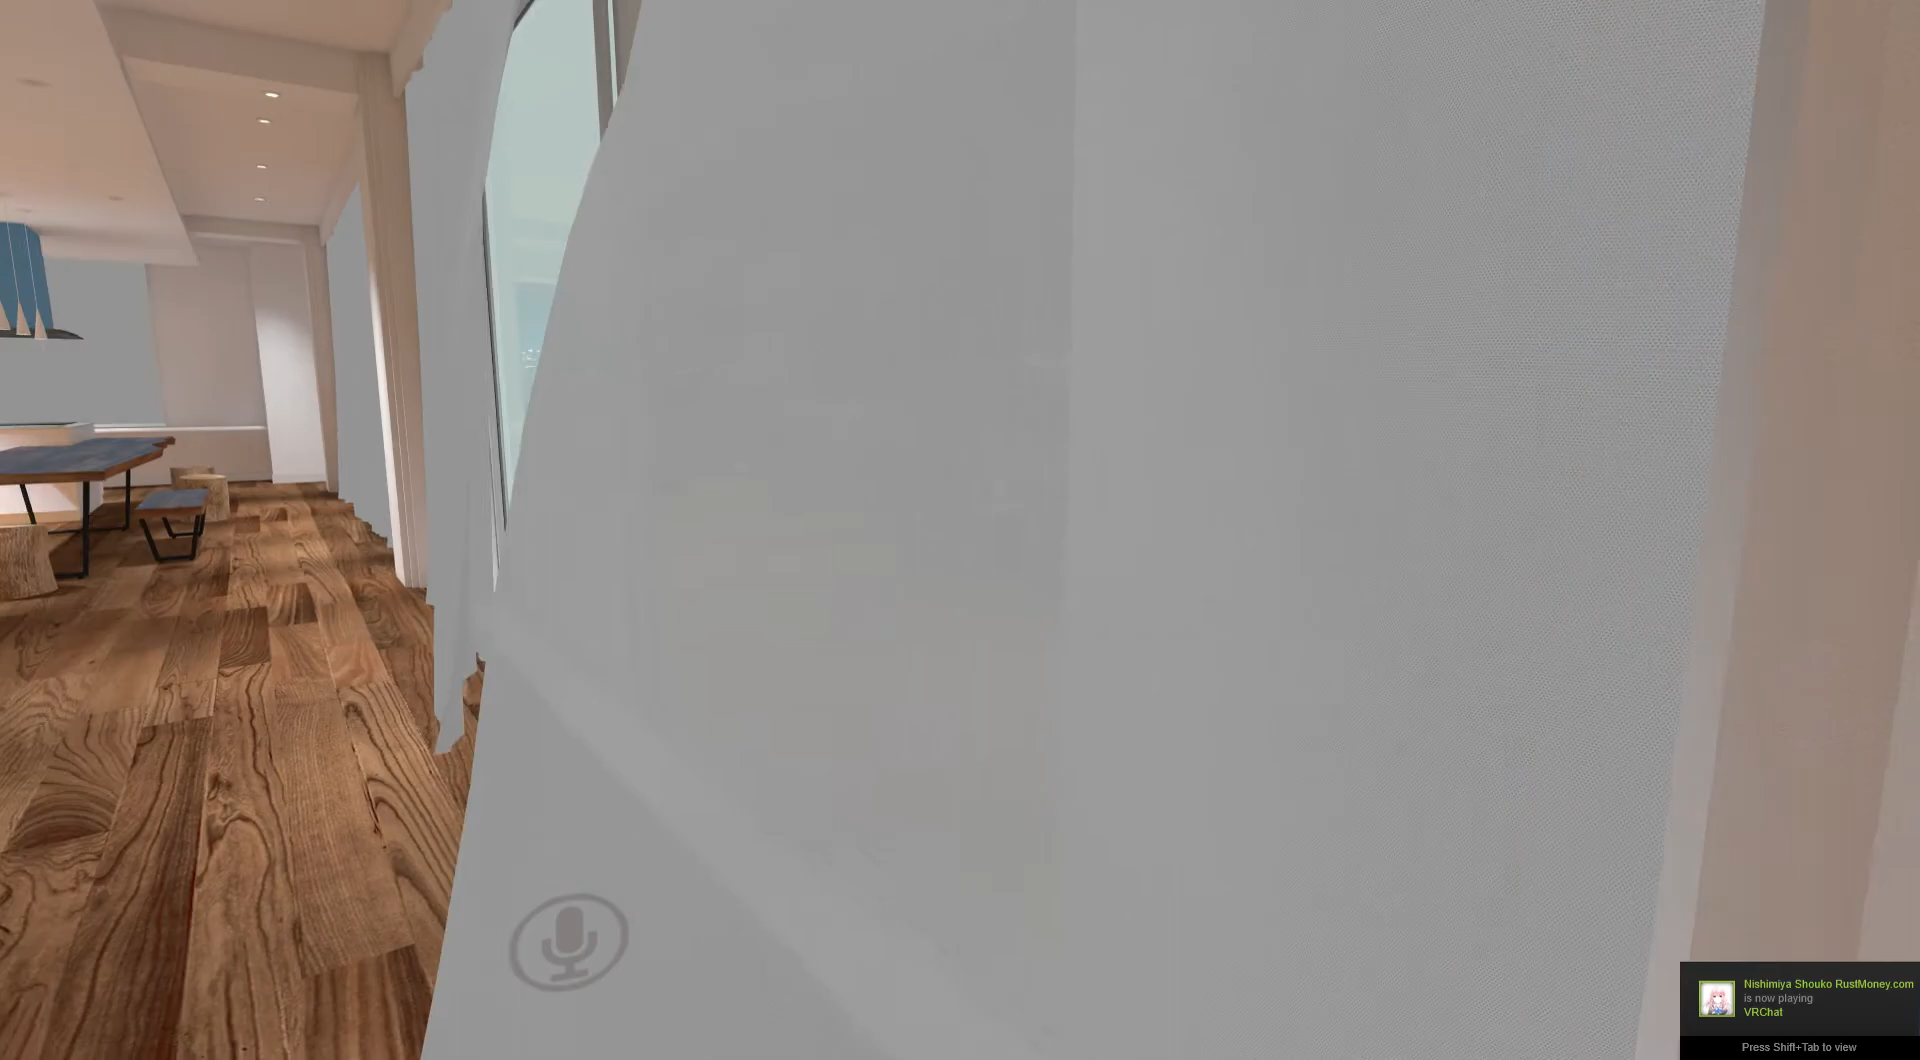 Nishimiya Shouko RustMoney.com
is now playing
VRChat
Press Shift+Tab to view